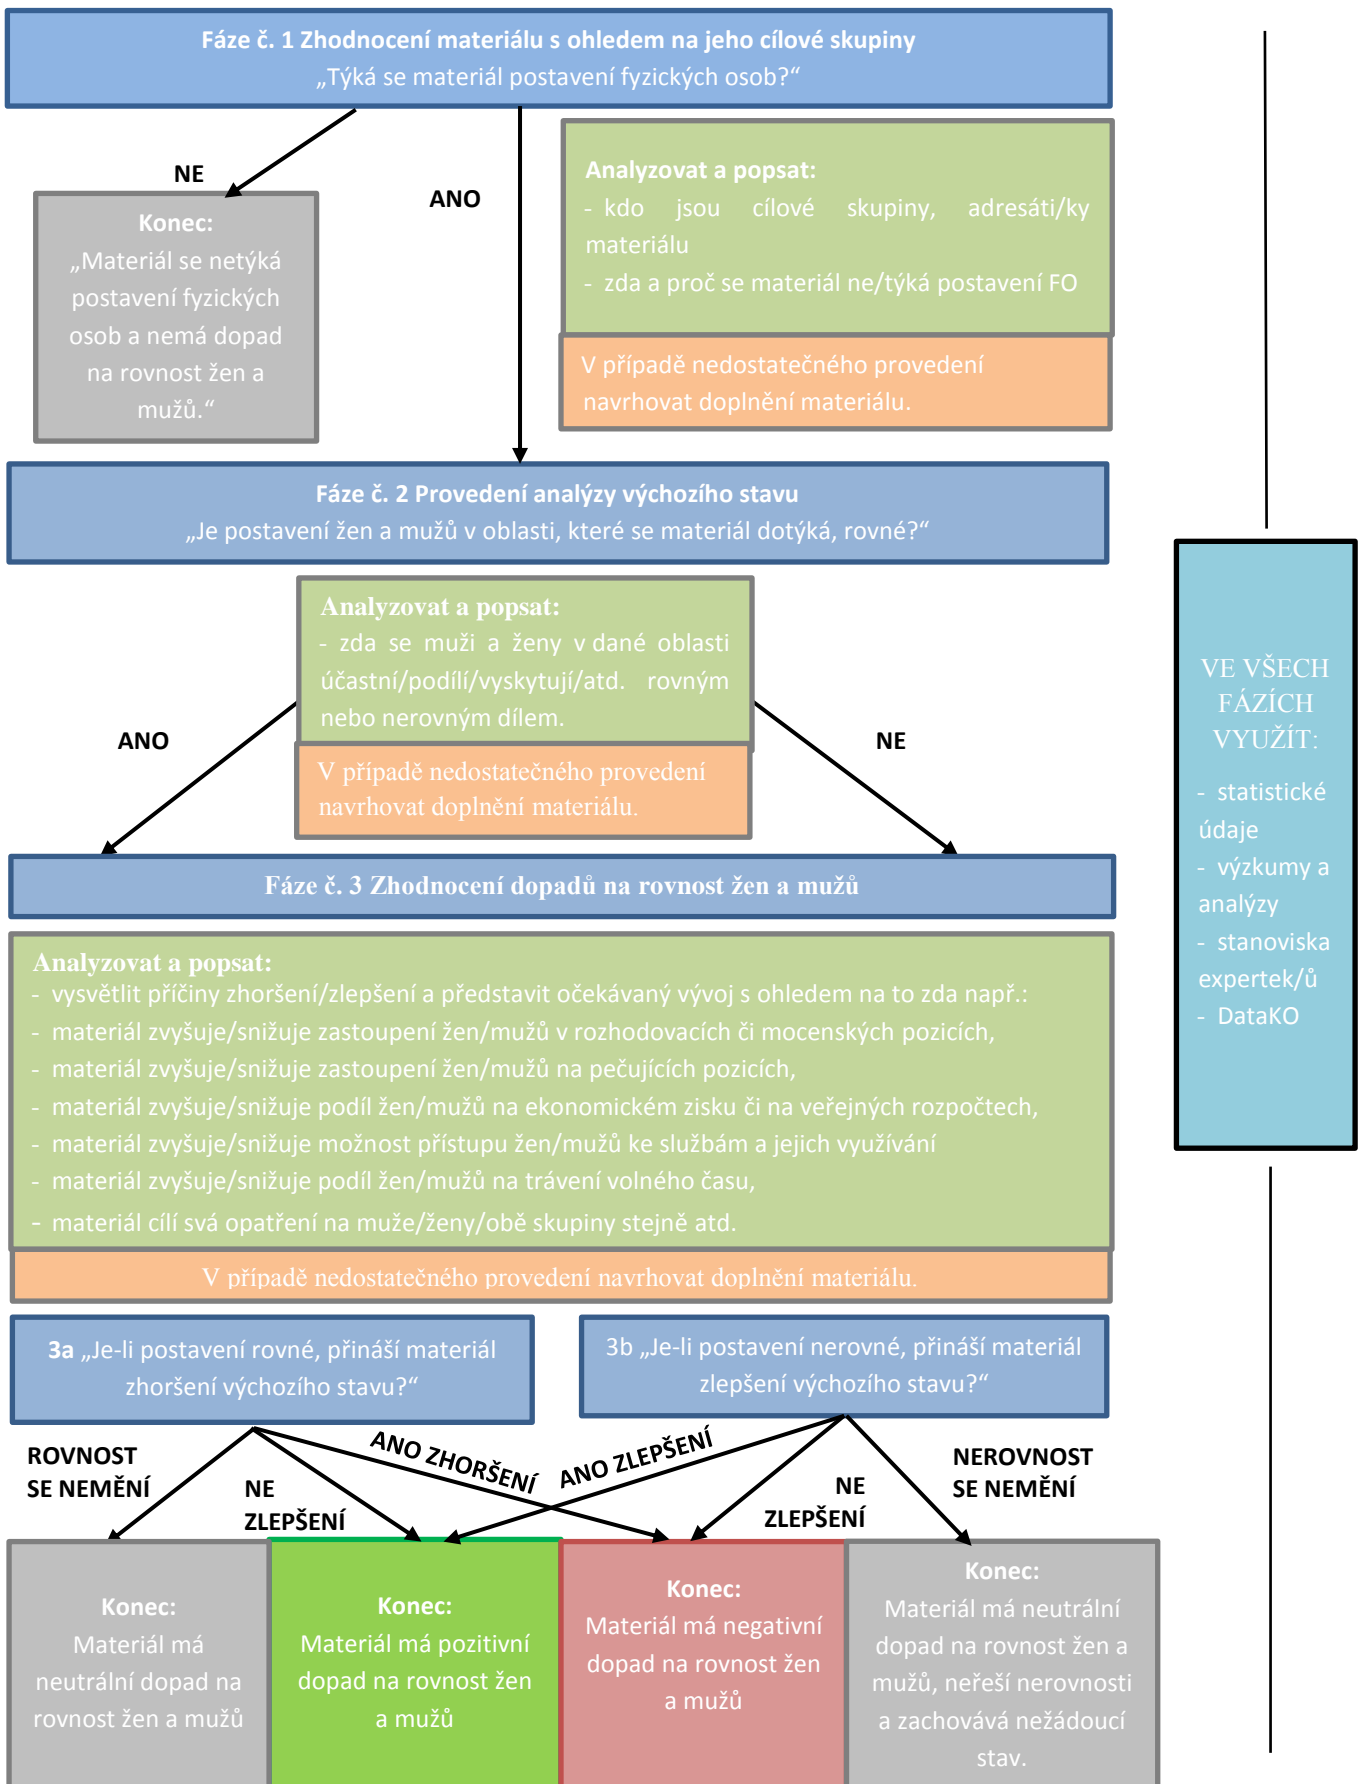 Fáze č. 1 Zhodnocení materiálu s ohledem na jeho cílové skupiny
„Týká se materiál postavení fyzických osob?“
NE
ANO
Konec:
„Materiál se netýká
postavení fyzických
osob a nemá dopad
na rovnost žen a
mužů.“
Analyzovat a popsat:
- kdo jsou cílové skupiny, adresáti/ky
materiálu
- zda a proč se materiál ne/týká postavení FO
V případě nedostatečného provedení
navrhovat doplnění materiálu.
Fáze č. 2 Provedení analýzy výchozího stavu
„Je postavení žen a mužů v oblasti, které se materiál dotýká, rovné?“
Analyzovat a popsat:
- zda se muži a ženy v dané oblasti
účastní/podílí/vyskytují/atd. rovným
nebo nerovným dílem.
ANO
NE
V případě nedostatečného provedení
navrhovat doplnění materiálu.
Fáze č. 3 Zhodnocení dopadů na rovnost žen a mužů
Analyzovat a popsat:
- vysvětlit příčiny zhoršení/zlepšení a představit očekávaný vývoj s ohledem na to zda např.:
- materiál zvyšuje/snižuje zastoupení žen/mužů v rozhodovacích či mocenských pozicích,
- materiál zvyšuje/snižuje zastoupení žen/mužů na pečujících pozicích,
- materiál zvyšuje/snižuje podíl žen/mužů na ekonomickém zisku či na veřejných rozpočtech,
- materiál zvyšuje/snižuje možnost přístupu žen/mužů ke službám a jejich využívání
- materiál zvyšuje/snižuje podíl žen/mužů na trávení volného času,
- materiál cílí svá opatření na muže/ženy/obě skupiny stejně atd.
V případě nedostatečného provedení navrhovat doplnění materiálu.
3a „Je-li postavení rovné, přináší materiál
zhoršení výchozího stavu?“
3b „Je-li postavení nerovné, přináší materiál
zlepšení výchozího stavu?“
ROVNOST
SE NEMĚNÍ
NE
ZLEPŠENÍ
ANO ZHORŠENÍ
ANO ZLEPŠENÍ
NE
ZLEPŠENÍ
NEROVNOST
SE NEMĚNÍ
Konec:
Materiál má
neutrální dopad na
rovnost žen a mužů
Konec:
Materiál má pozitivní
dopad na rovnost žen
a mužů
Konec:
Materiál má negativní
dopad na rovnost žen
a mužů
Konec:
Materiál má neutrální
dopad na rovnost žen a
mužů, neřeší nerovnosti
a zachovává nežádoucí
stav.
VE VŠECH
FÁZÍCH
VYUŽÍT:
- statistické
údaje
- výzkumy a
analýzy
- stanoviska
expertek/ů
- DataKO